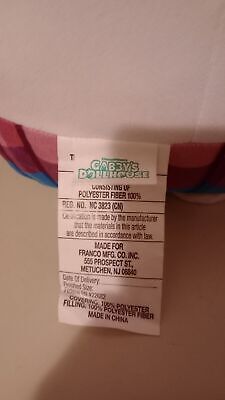 T
GABBY'S
DOLLHOUSE
CONSISTING OF
POLYESTER FIBER 100%
REG. NO. NC 3823 (CN)
Certification is made by the manufacturer
that the materials in this article
are described in accordance with law.
MADE FOR
FRANCO MFG. CO. INC.
555 PROSPECT ST.
METUCHEN, NJ 08840
Date Of Delivery:
Finished Size:
COVERING: 100% POLYESTER
FILLING: 100% POLYESTER FIBER
MADE IN CHINA